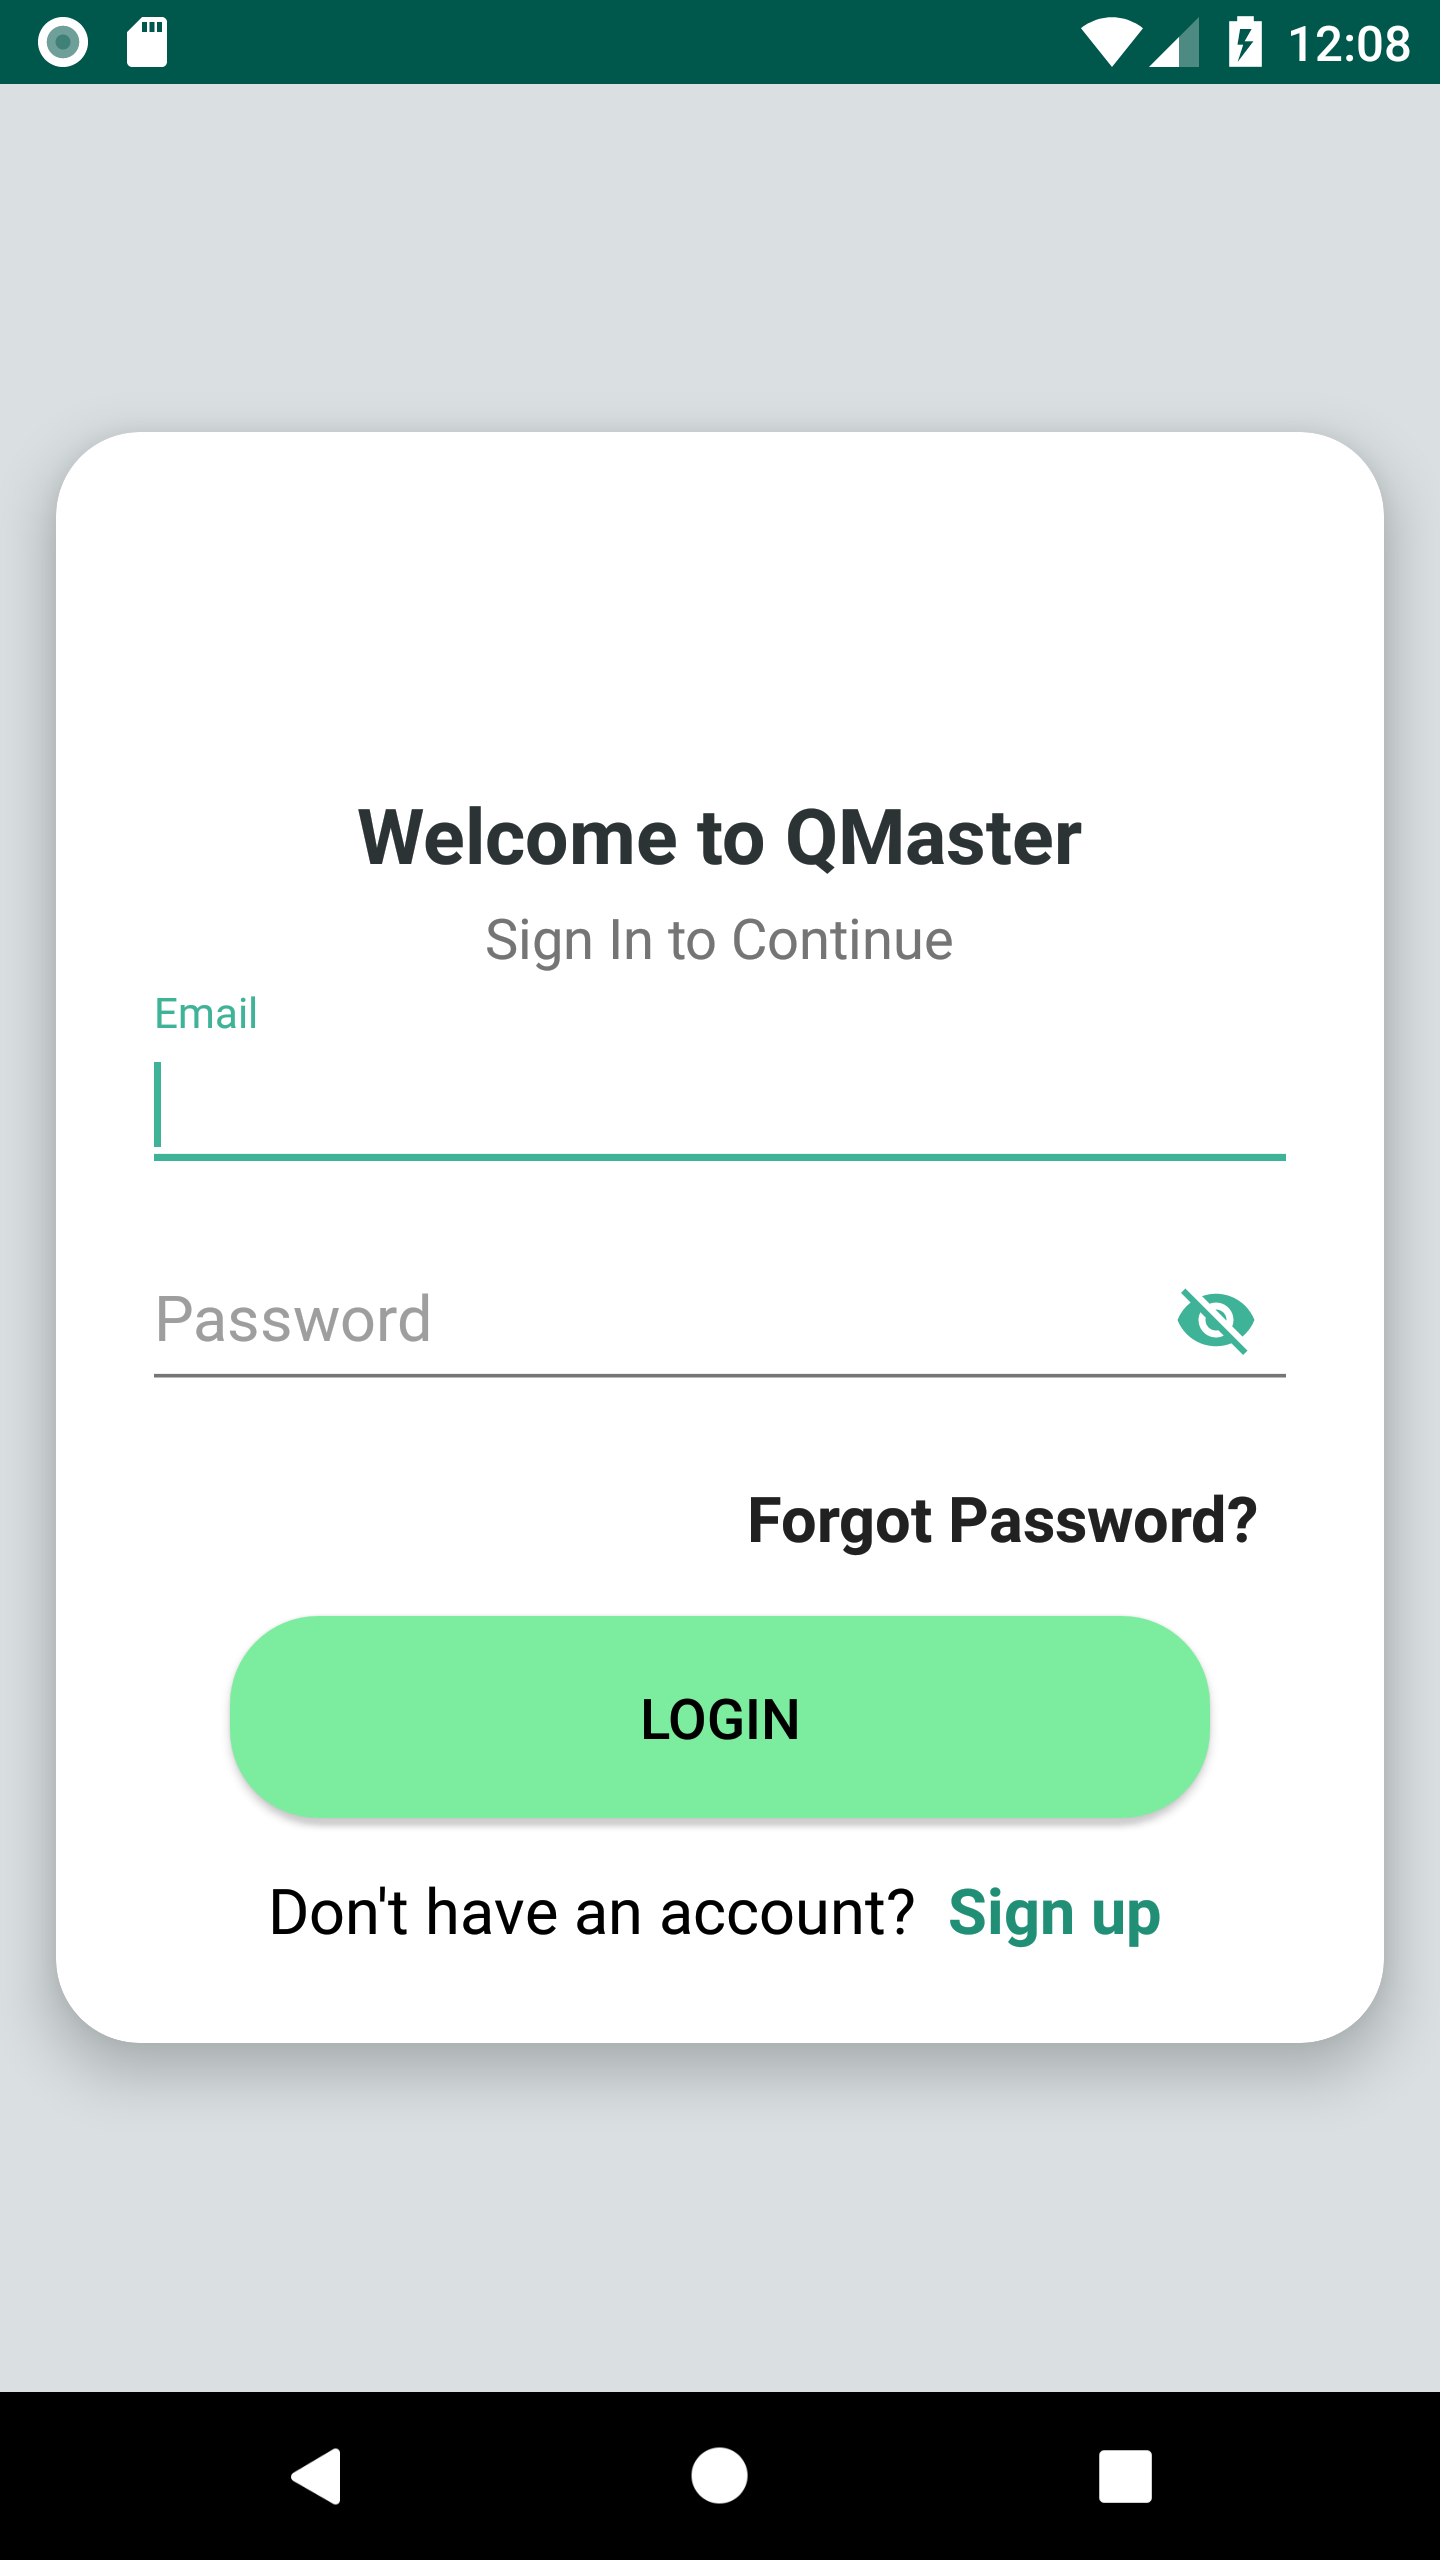 12:08
Welcome to QMaster
Sign In to Continue
Email
Password
Forgot Password?
LOGIN
Don't have an account? Sign up